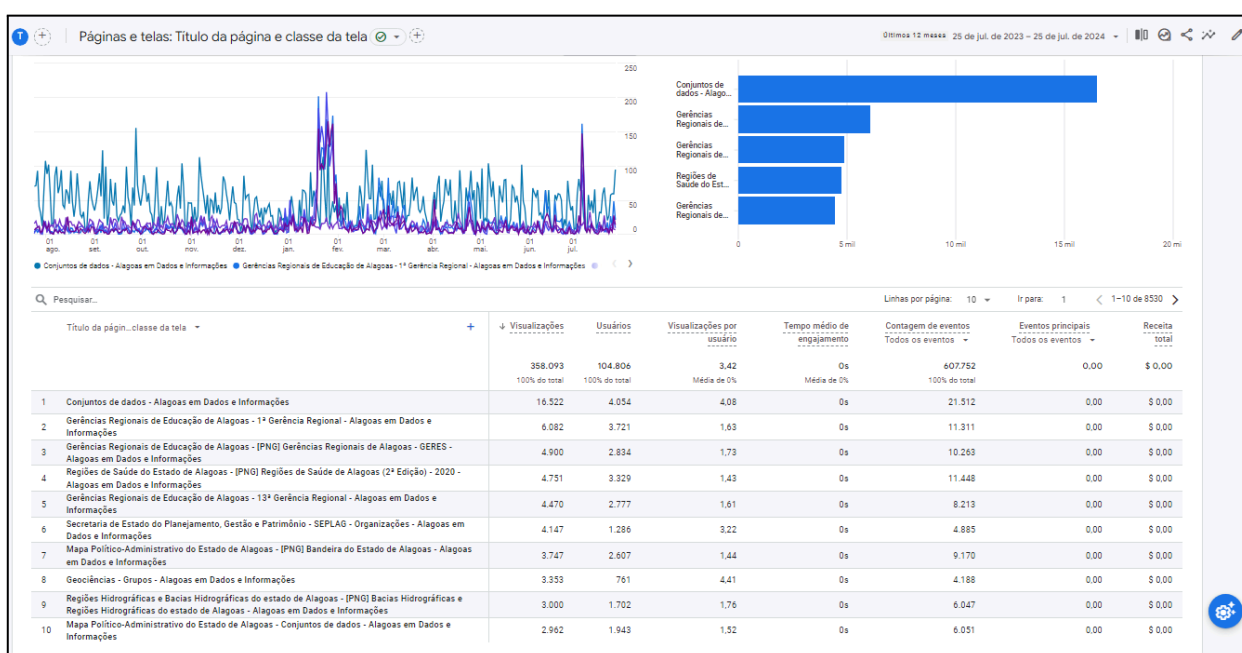 T
Páginas e telas: Título da página e classe da tela
Últimos 12 meses 25 de jul. de 2023 – 25 de jul. de 2024
250
200
150
100
50
0
01 ago.
01 set.
01 out.
01 nov.
01 dez.
01 jan.
01 fev.
01 mar.
01 abr.
01 mai.
01 jun.
01 jul.
Conjuntos de dados - Alagoas em Dados e Informações
Gerências Regionais de Educação de Alagoas - 1ª Gerência Regional - Alagoas em Dados e Informações
Conjuntos de
dados - Alago...
Gerências
Regionais de...
Gerências
Regionais de...
Regiões de
Saúde do Est...
Gerências
Regionais de...
0 5 mil 10 mil 15 mil 20 mi
Pesquisar...
Linhas por página: 10 Ir para: 1 1–10 de 8530
Título da págin...classe da tela + ↓ Visualizações Usuários Visualizações por usuário Tempo médio de engajamento Contagem de eventos Eventos principais Receita total
Todos os eventos Todos os eventos
358.093 104.806 3,42 0s 607.752 0,00 $ 0,00
100% do total 100% do total Média de 0% Média de 0% 100% do total
1 Conjuntos de dados - Alagoas em Dados e Informações 16.522 4.054 4,08 0s 21.512 0,00 $ 0,00
2 Gerências Regionais de Educação de Alagoas - 1ª Gerência Regional - Alagoas em Dados e
Informações 6.082 3.721 1,63 0s 11.311 0,00 $ 0,00
3 Gerências Regionais de Educação de Alagoas - [PNG] Gerências Regionais de Alagoas - GERES -
Alagoas em Dados e Informações 4.900 2.834 1,73 0s 10.263 0,00 $ 0,00
4 Regiões de Saúde do Estado de Alagoas - [PNG] Regiões de Saúde de Alagoas (2ª Edição) - 2020 -
Alagoas em Dados e Informações 4.751 3.329 1,43 0s 11.448 0,00 $ 0,00
5 Gerências Regionais de Educação de Alagoas - 13ª Gerência Regional - Alagoas em Dados e
Informações 4.470 2.777 1,61 0s 8.213 0,00 $ 0,00
6 Secretaria de Estado do Planejamento, Gestão e Patrimônio - SEPLAG - Organizações - Alagoas em
Dados e Informações 4.147 1.286 3,22 0s 4.885 0,00 $ 0,00
7 Mapa Político-Administrativo do Estado de Alagoas - [PNG] Bandeira do Estado de Alagoas - Alagoas
em Dados e Informações 3.747 2.607 1,44 0s 9.170 0,00 $ 0,00
8 Geociências - Grupos - Alagoas em Dados e Informações 3.353 761 4,41 0s 4.188 0,00 $ 0,00
9 Regiões Hidrográficas e Bacias Hidrográficas do estado de Alagoas - [PNG] Bacias Hidrográficas e
Regiões Hidrográficas do estado de Alagoas - Alagoas em Dados e Informações 3.000 1.702 1,76 0s 6.047 0,00 $ 0,00
10 Mapa Político-Administrativo do Estado de Alagoas - Conjuntos de dados - Alagoas em Dados e
Informações 2.962 1.943 1,52 0s 6.051 0,00 $ 0,00